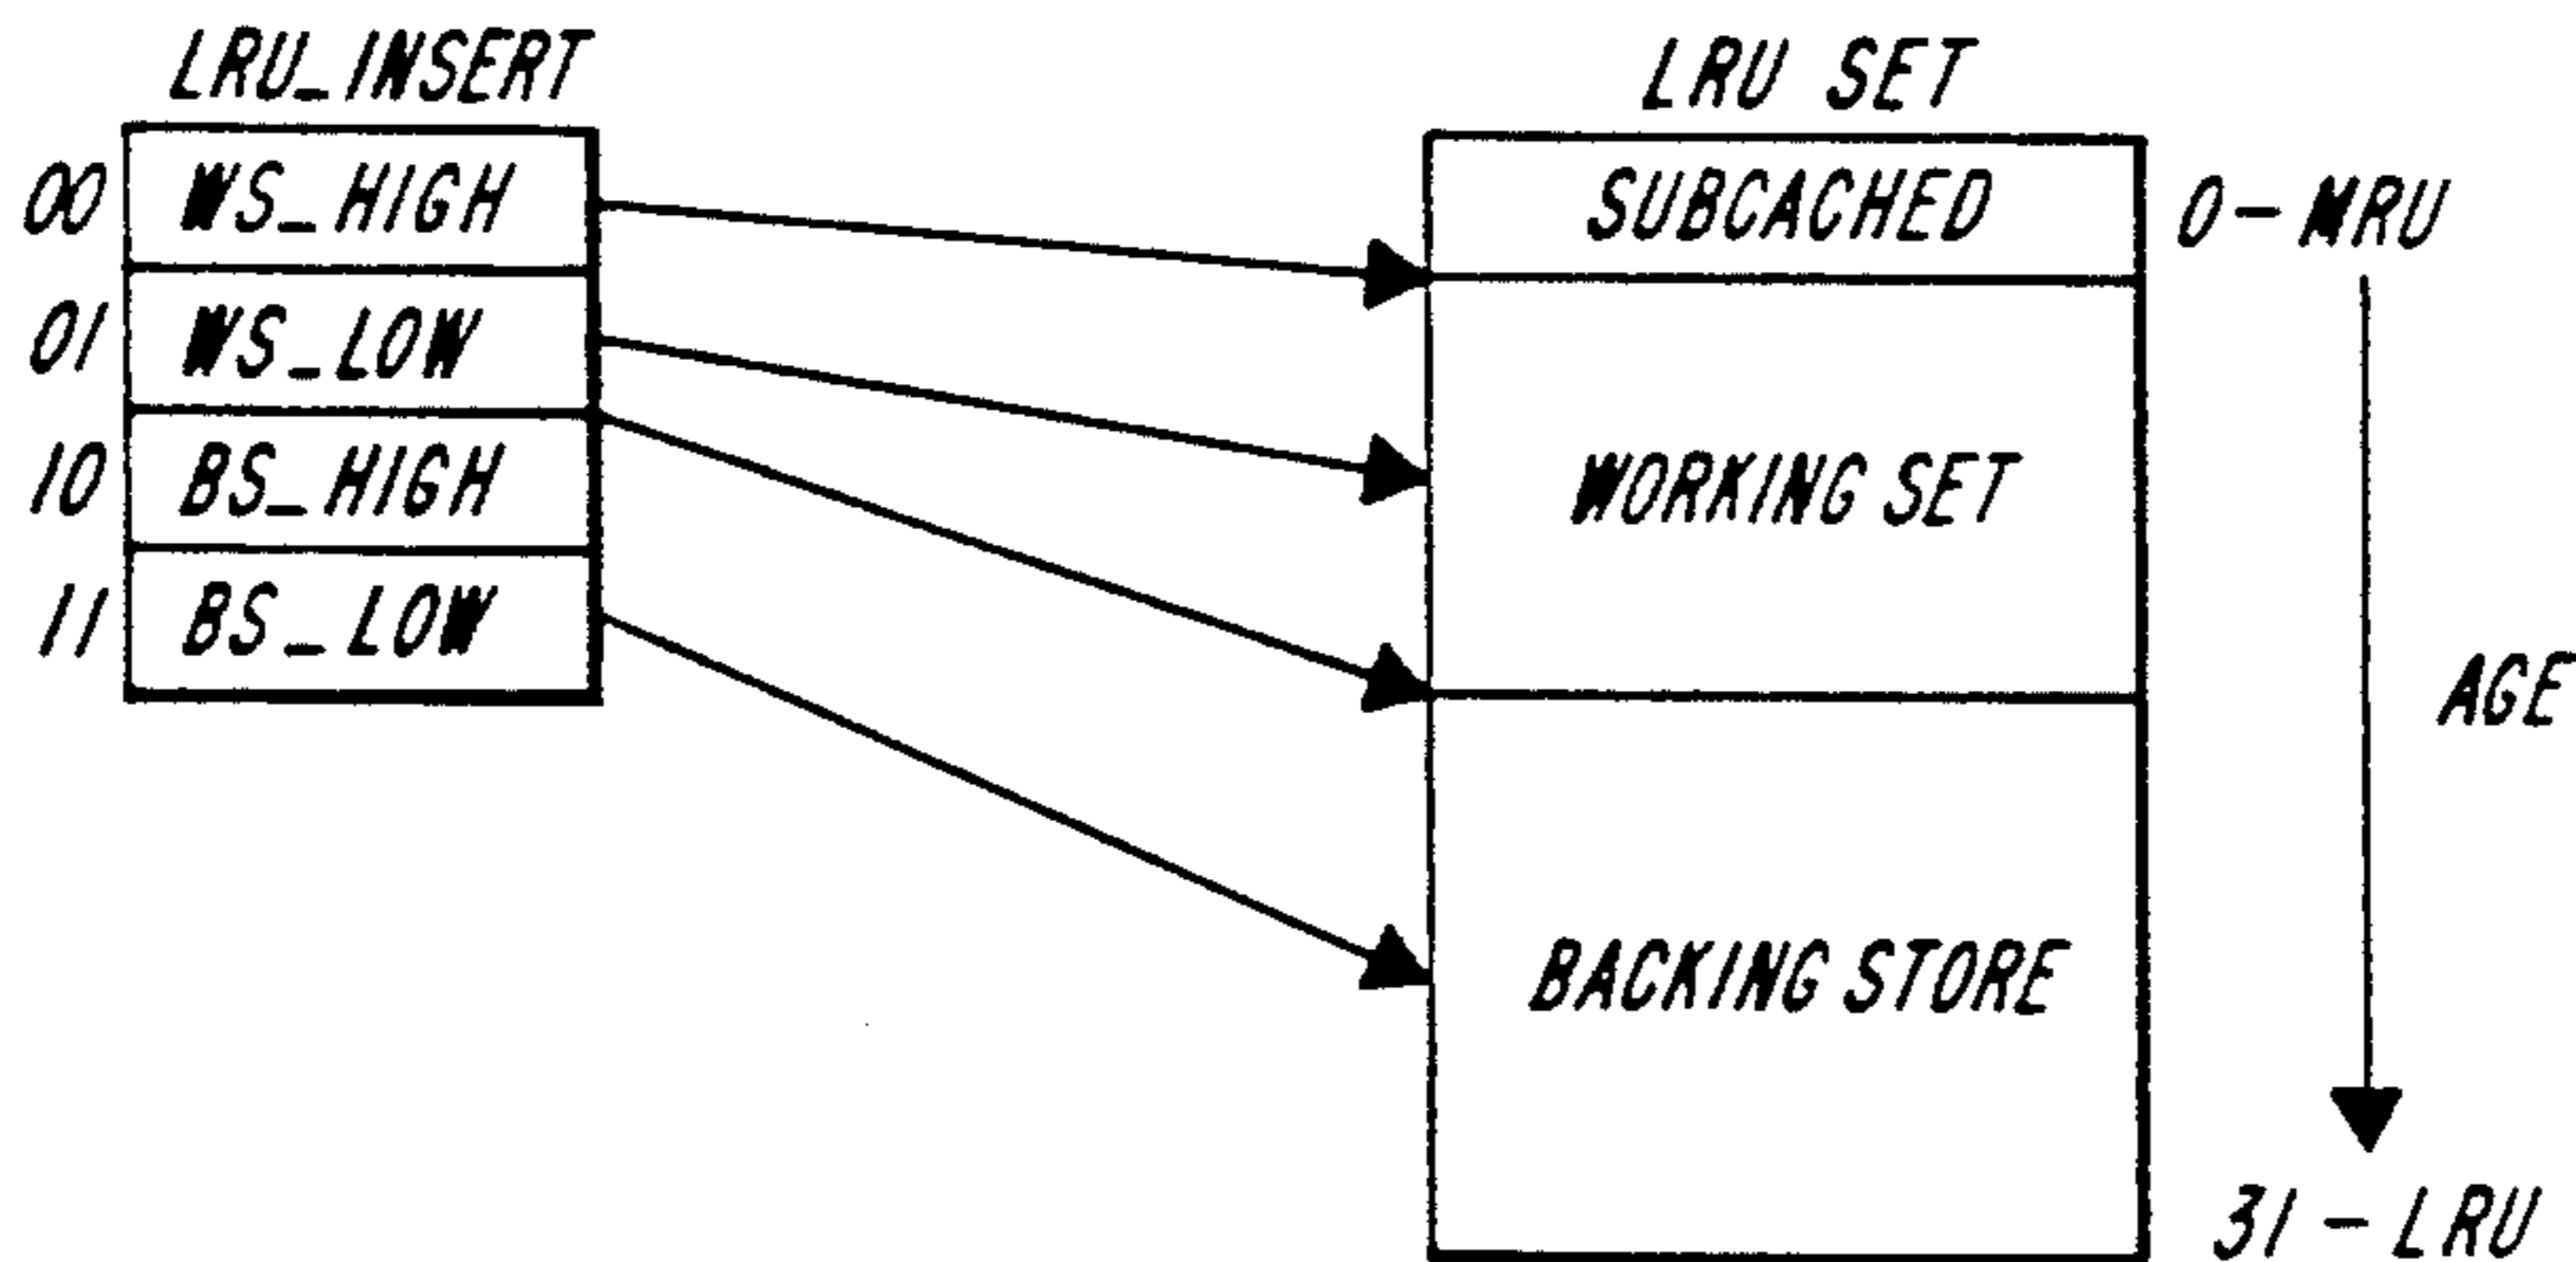 LRU_INSERT
00 WS_HIGH
01 WS_LOW
10 BS_HIGH
11 BS_LOW
LRU SET
SUBCACHED
WORKING SET
BACKING STORE
0-MRU
AGE
31-LRU